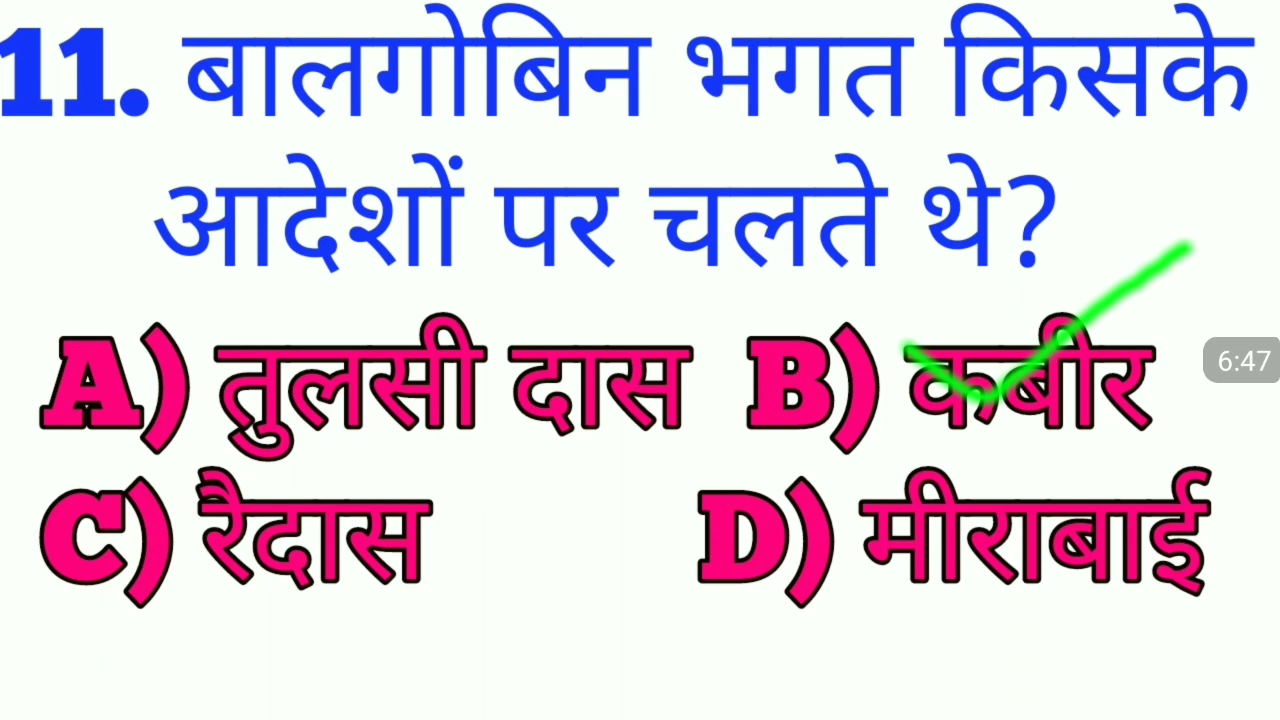 11. बालगोबिन भगत किसके
आदेशों पर चलते थे?
A) तुलसी दास B) कबीर
6:47
C) रैदास D) मीराबाई